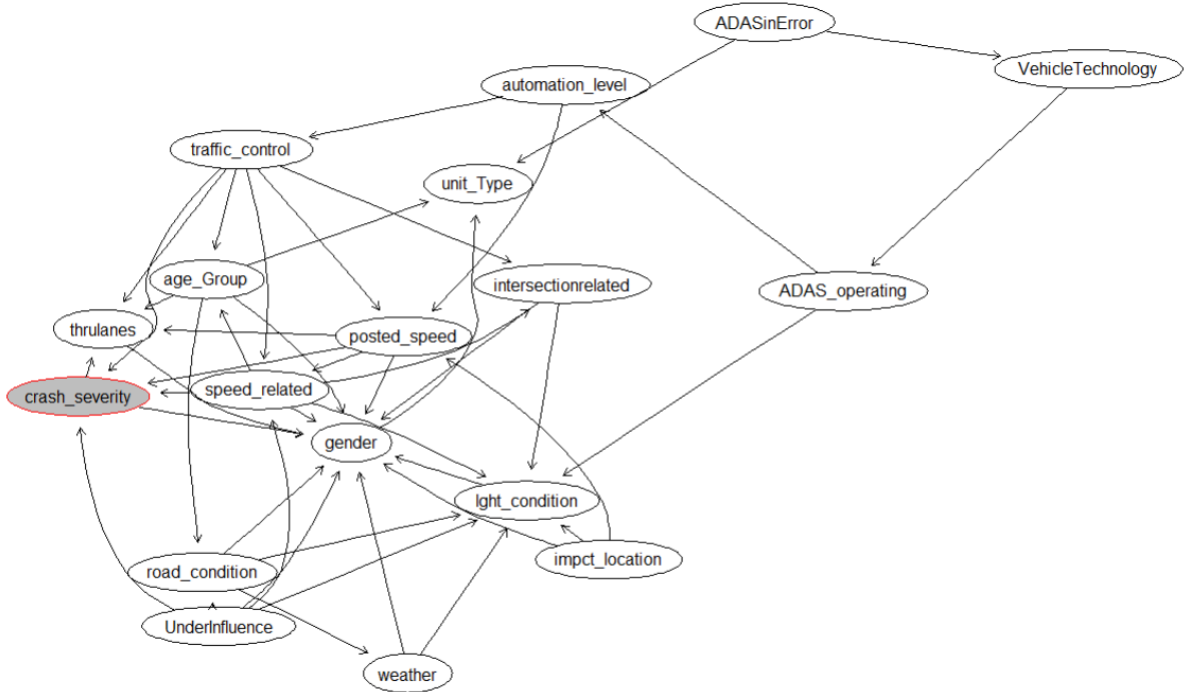 ADASinError
VehicleTechnology
automation_level
traffic_control
unit_Type
age_Group
intersectionrelated
ADAS_operating
thrulanes
posted_speed
crash_severity
speed_related
gender
lght_condition
impct_location
road_condition
UnderInfluence
weather